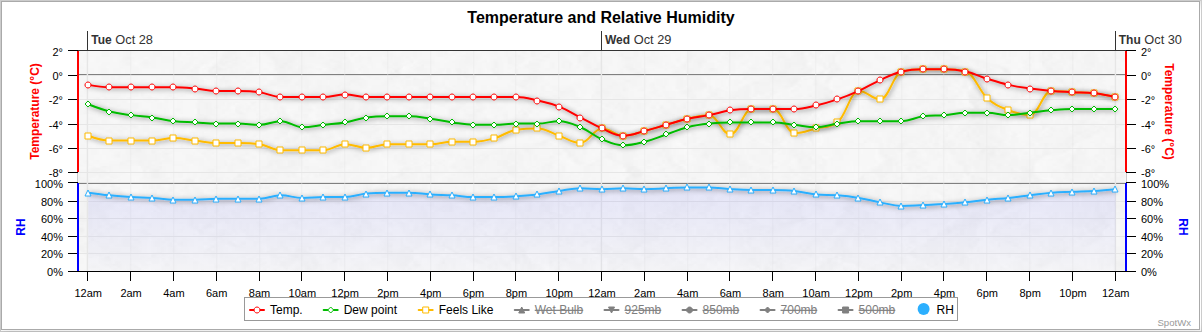 Temperature and Relative Humidity
Tue Oct 28 Wed Oct 29 Thu Oct 30
2° 2°
0° 0°
-2° -2°
-4° -4°
-6° -6°
-8° -8°
Temperature (°C) Temperature (°C)
100% 100%
80% 80%
60% 60%
40% 40%
20% 20%
0% 0%
RH RH
12am 2am 4am 6am 8am 10am 12pm 2pm 4pm 6pm 8pm 10pm 12am 2am 4am 6am 8am 10am 12pm 2pm 4pm 6pm 8pm 10pm 12am
Temp. Dew point Feels Like Wet Bulb 925mb 850mb 700mb 500mb RH
SpotWx